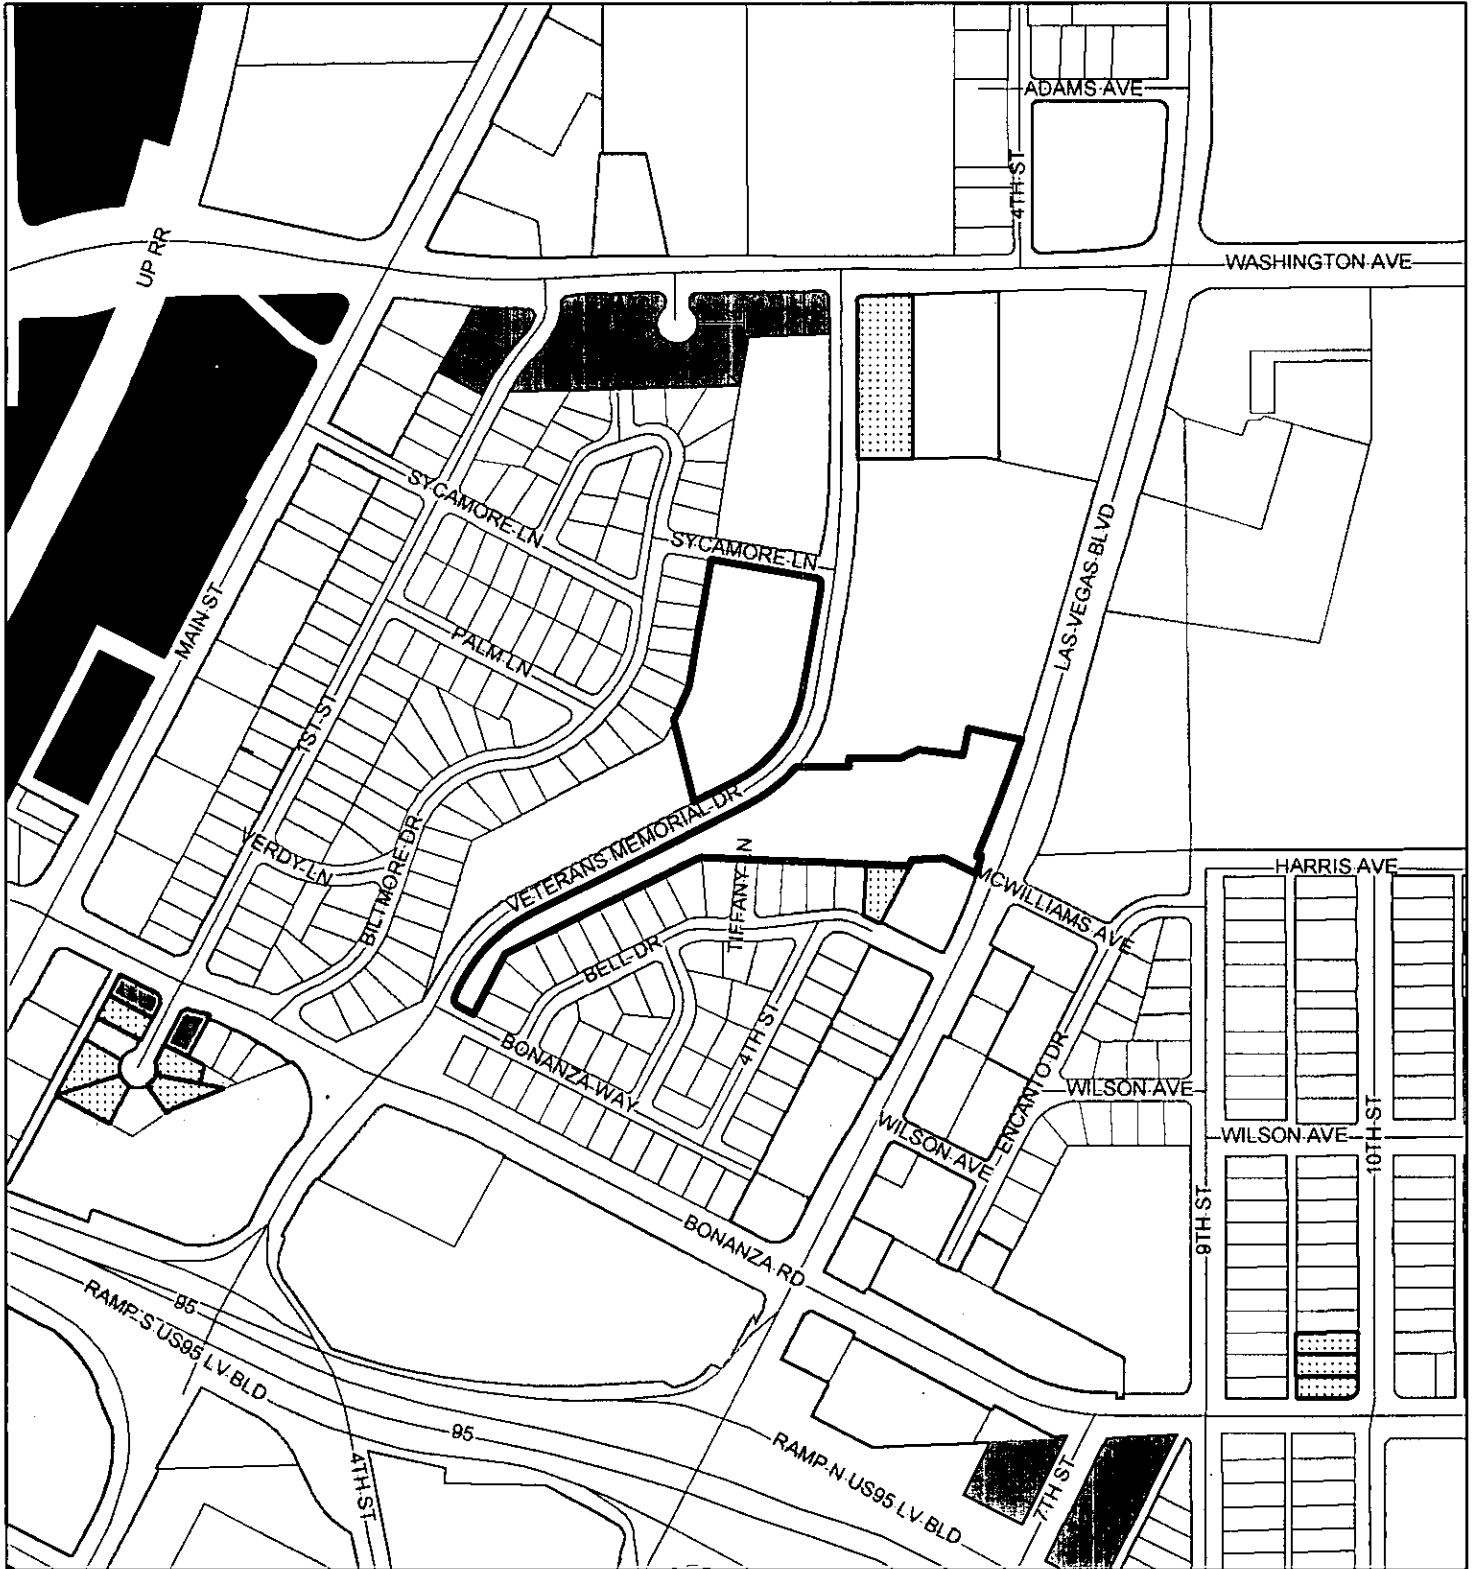 ADAMS AVE
4TH ST
UP RR
WASHINGTON AVE
SYCAMORE LN
SYCAMORE LN
LAS VEGAS BLVD
MAIN ST
PALM LN
1ST ST
VETERANS MEMORIAL DR
VERDY LN
BILTMORE DR
TIFFANY N
HARRIS AVE
MCWILLIAMS AVE
BELL DR
4TH ST
BONANZA WAY
ENCANTO DR
WILSON AVE
WILSON AVE
WILSON AVE
10TH ST
9TH ST
BONANZA RD
95
RAMP S US95 LV BLD
95
RAMP N US95 LV BLD
4TH ST
7TH ST